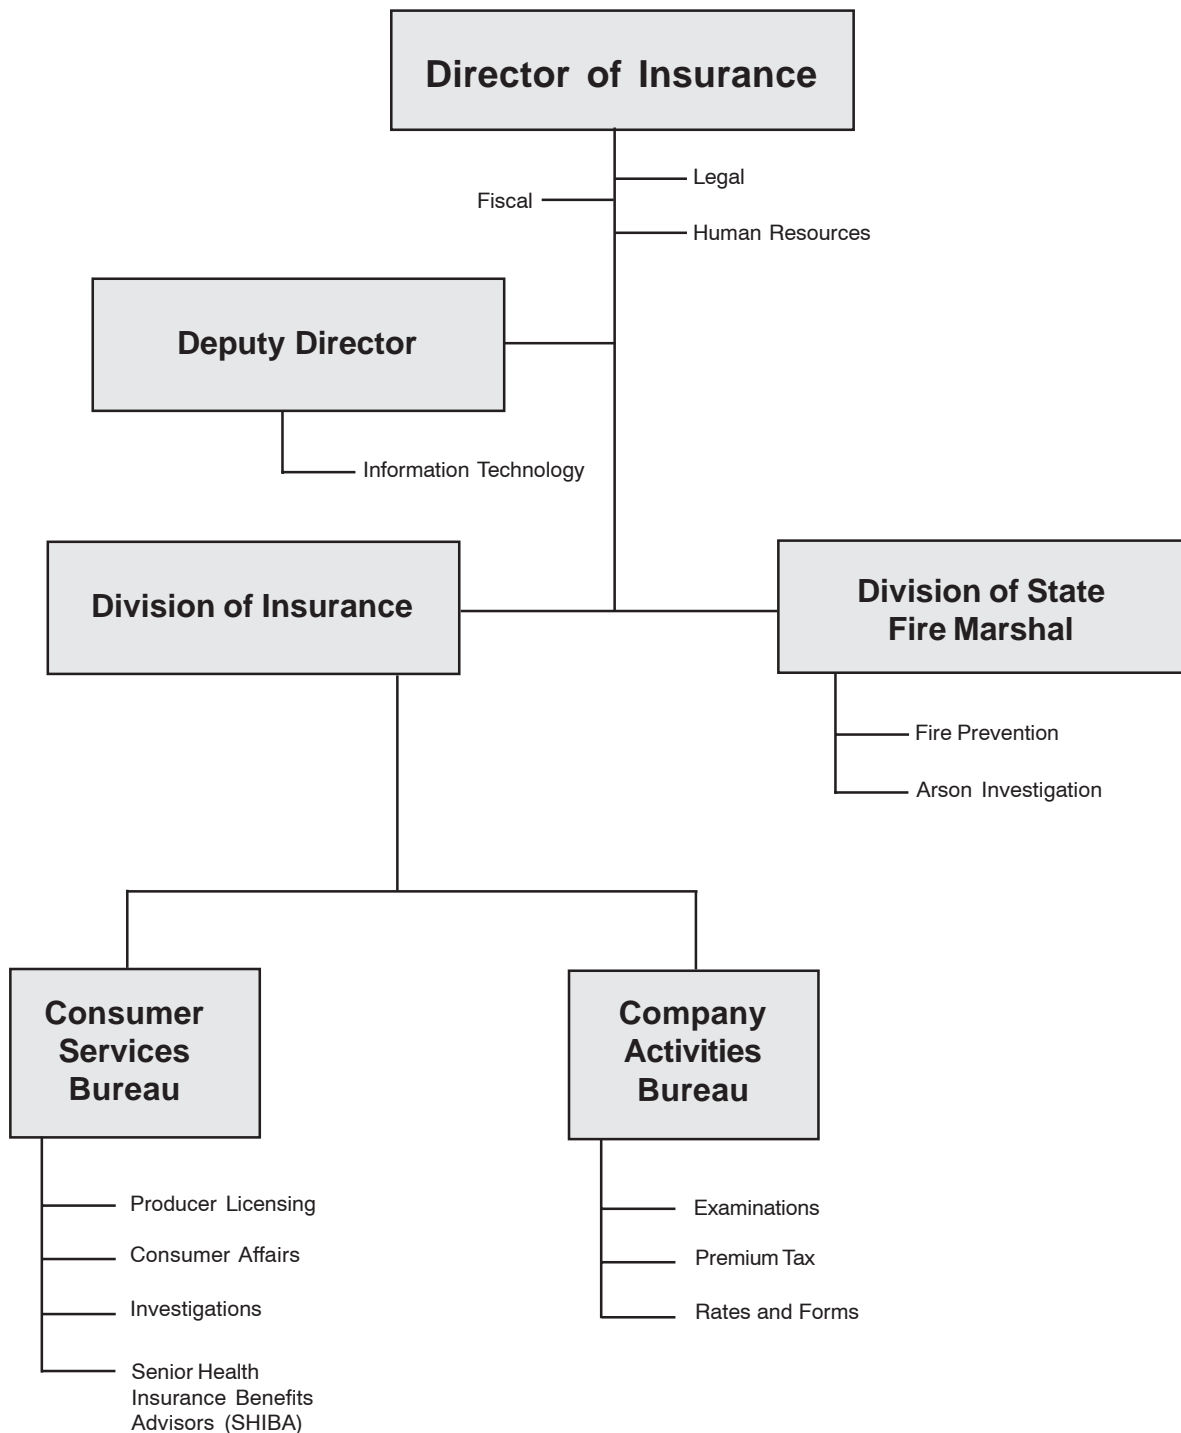 Director of Insurance
Legal
Fiscal
Human Resources
Deputy Director
Information Technology
Division of Insurance
Division of State
Fire Marshal
Fire Prevention
Arson Investigation
Consumer
Services
Bureau
Company
Activities
Bureau
Producer Licensing
Consumer Affairs
Investigations
Senior Health
Insurance Benefits
Advisors (SHIBA)
Examinations
Premium Tax
Rates and Forms